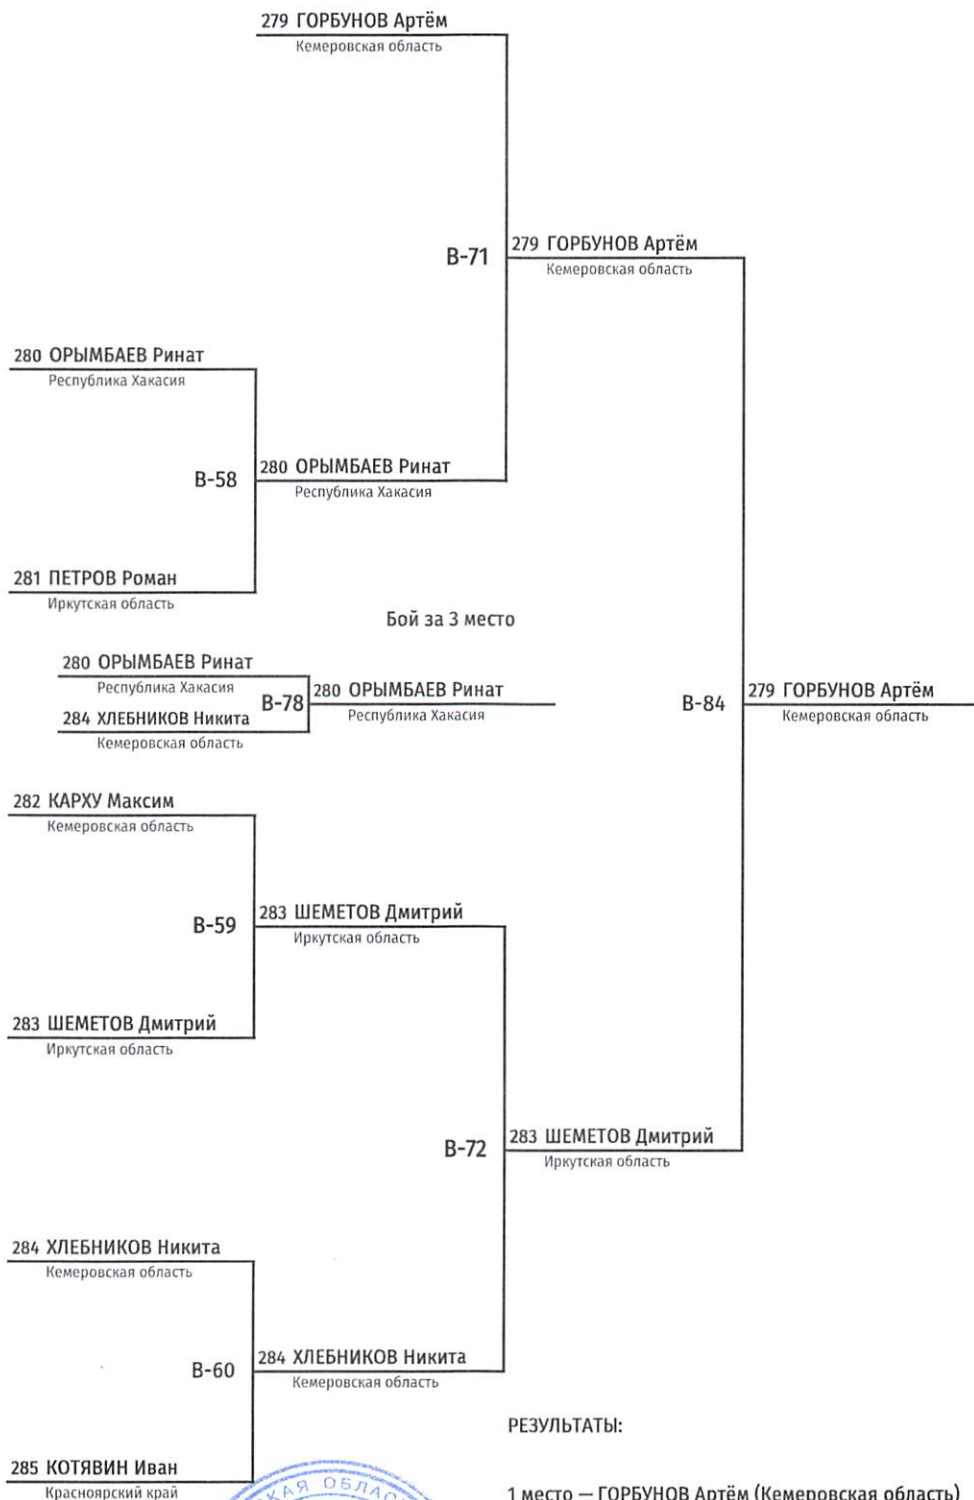 279 ГОРБУНОВ Артём
Кемеровская область
B-71
279 ГОРБУНОВ Артём
Кемеровская область
280 ОРЫМБАЕВ Ринат
Республика Хакасия
B-58
280 ОРЫМБАЕВ Ринат
Республика Хакасия
281 ПЕТРОВ Роман
Иркутская область
Бой за 3 место
280 ОРЫМБАЕВ Ринат
Республика Хакасия
B-78
280 ОРЫМБАЕВ Ринат
Республика Хакасия
284 ХЛЕБНИКОВ Никита
Кемеровская область
B-84
279 ГОРБУНОВ Артём
Кемеровская область
282 КАРХУ Максим
Кемеровская область
B-59
283 ШЕМЕТОВ Дмитрий
Иркутская область
283 ШЕМЕТОВ Дмитрий
Иркутская область
B-72
283 ШЕМЕТОВ Дмитрий
Иркутская область
284 ХЛЕБНИКОВ Никита
Кемеровская область
B-60
284 ХЛЕБНИКОВ Никита
Кемеровская область
285 КОТЯВИН Иван
Красноярский край
РЕЗУЛЬТАТЫ:
1 место — ГОРБУНОВ Артём (Кемеровская область)